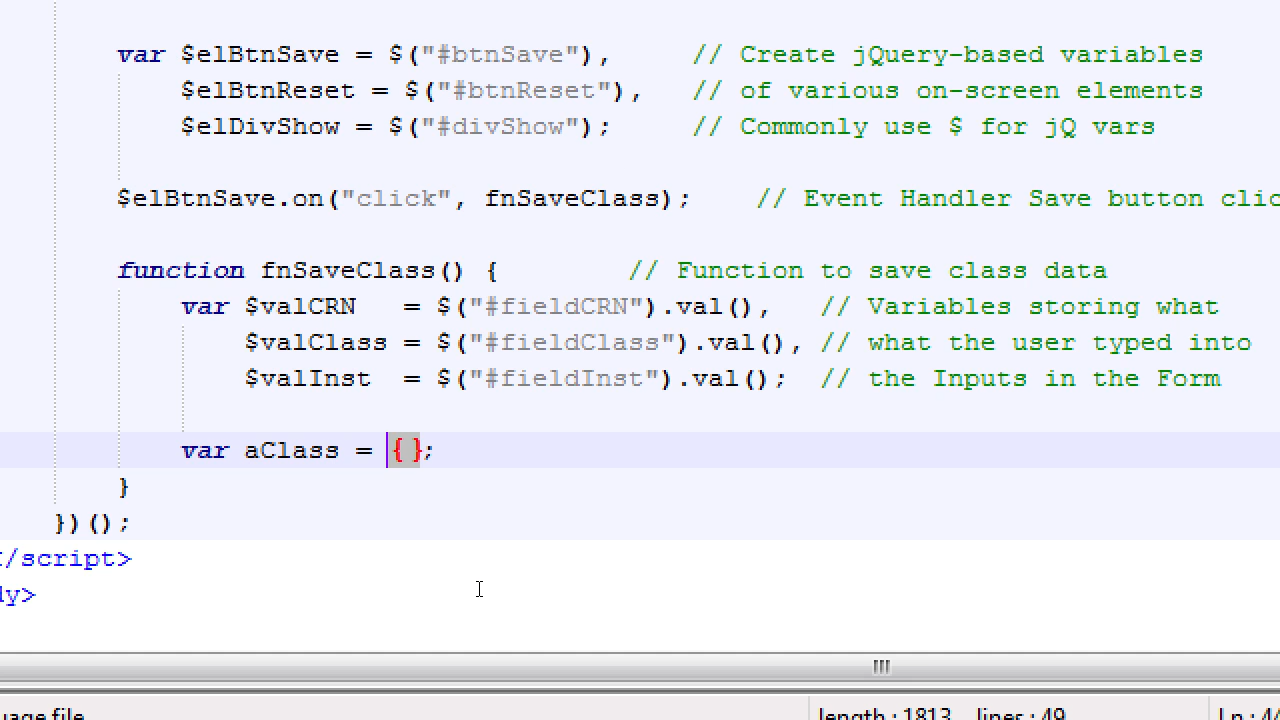 var $elBtnSave = $("#btnSave"), // Create jQuery-based variables
$elBtnReset = $("#btnReset"), // of various on-screen elements
$elDivShow = $("#divShow"); // Commonly use $ for jQ vars
$elBtnSave.on("click", fnSaveClass); // Event Handler Save button clic
function fnSaveClass() { // Function to save class data
var $valCRN = $("#fieldCRN").val(), // Variables storing what
$valClass = $("#fieldClass").val(), // what the user typed into
$valInst = $("#fieldInst").val(); // the Inputs in the Form
var aClass = {};
}
})();
/script>
dy>
uage file length : 1813 lines : 49 Ln : 4